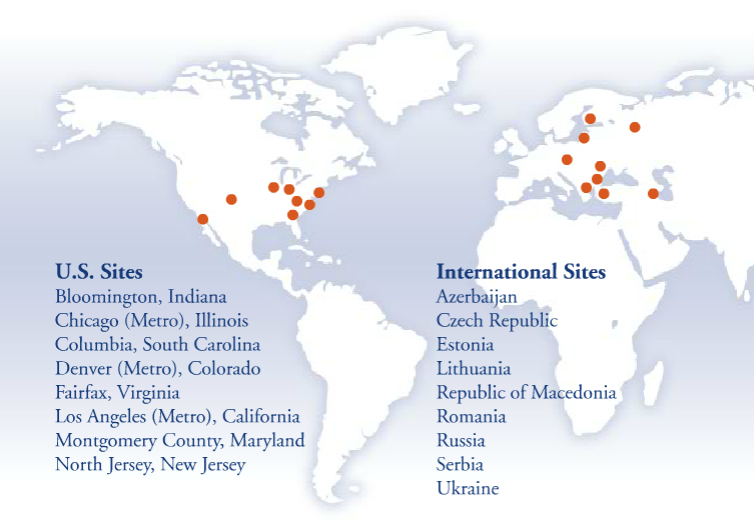 U.S. Sites
Bloomington, Indiana
Chicago (Metro), Illinois
Columbia, South Carolina
Denver (Metro), Colorado
Fairfax, Virginia
Los Angeles (Metro), California
Montgomery County, Maryland
North Jersey, New Jersey
International Sites
Azerbaijan
Czech Republic
Estonia
Lithuania
Republic of Macedonia
Romania
Russia
Serbia
Ukraine